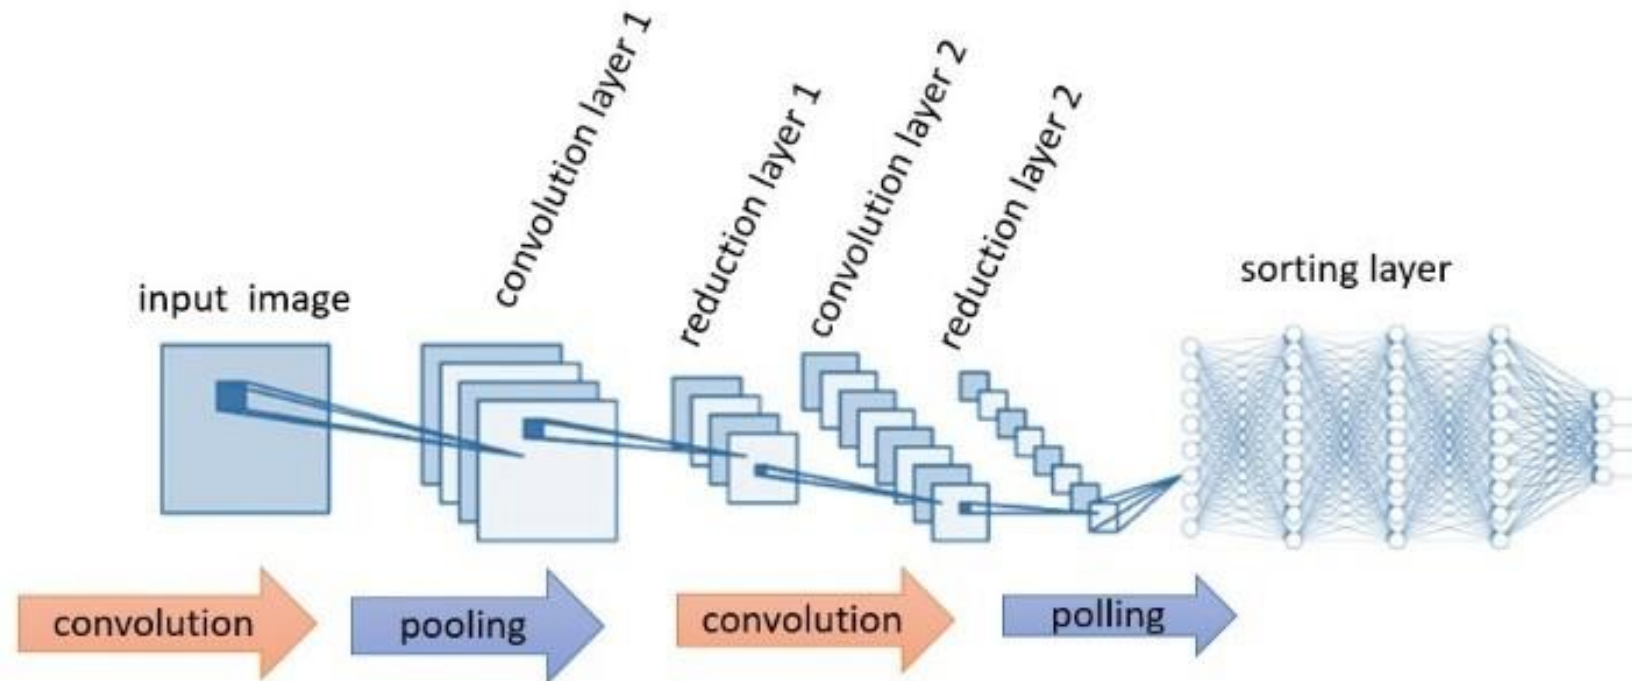 input image
convolution layer 1
reduction layer 1
convolution layer 2
reduction layer 2
sorting layer
convolution
pooling
convolution
polling